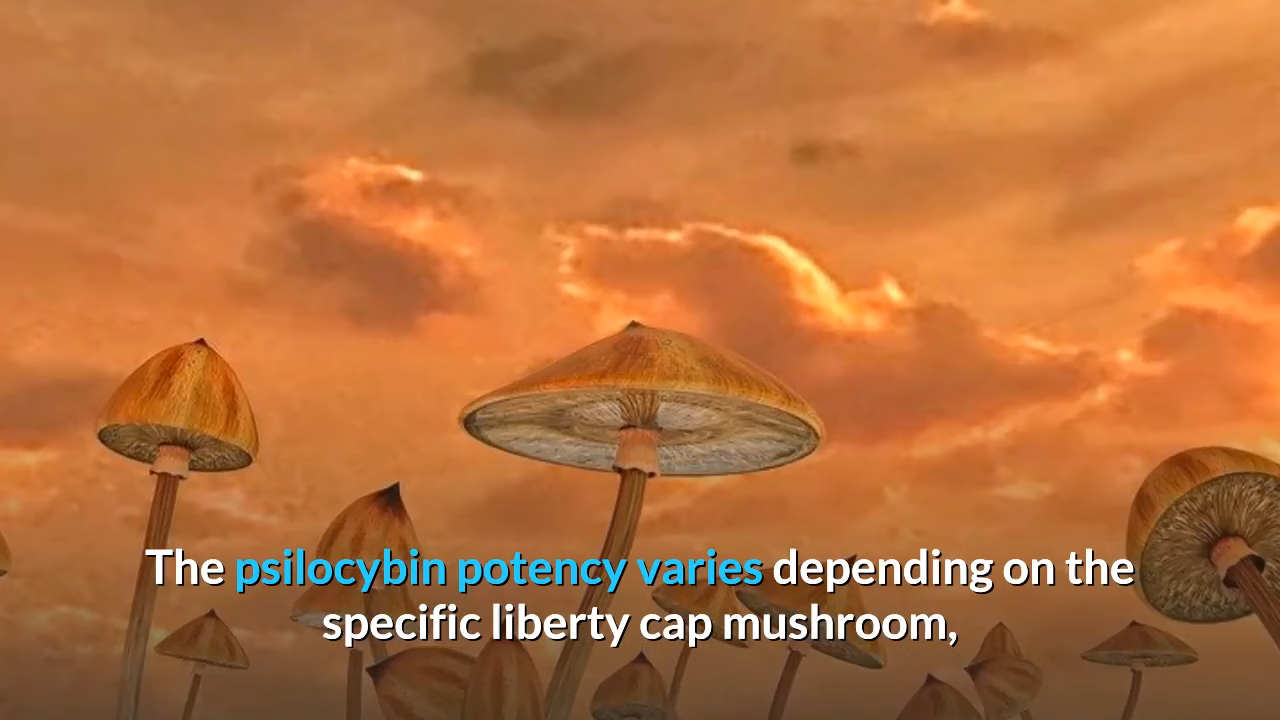 The psilocybin potency varies depending on the
specific liberty cap mushroom,